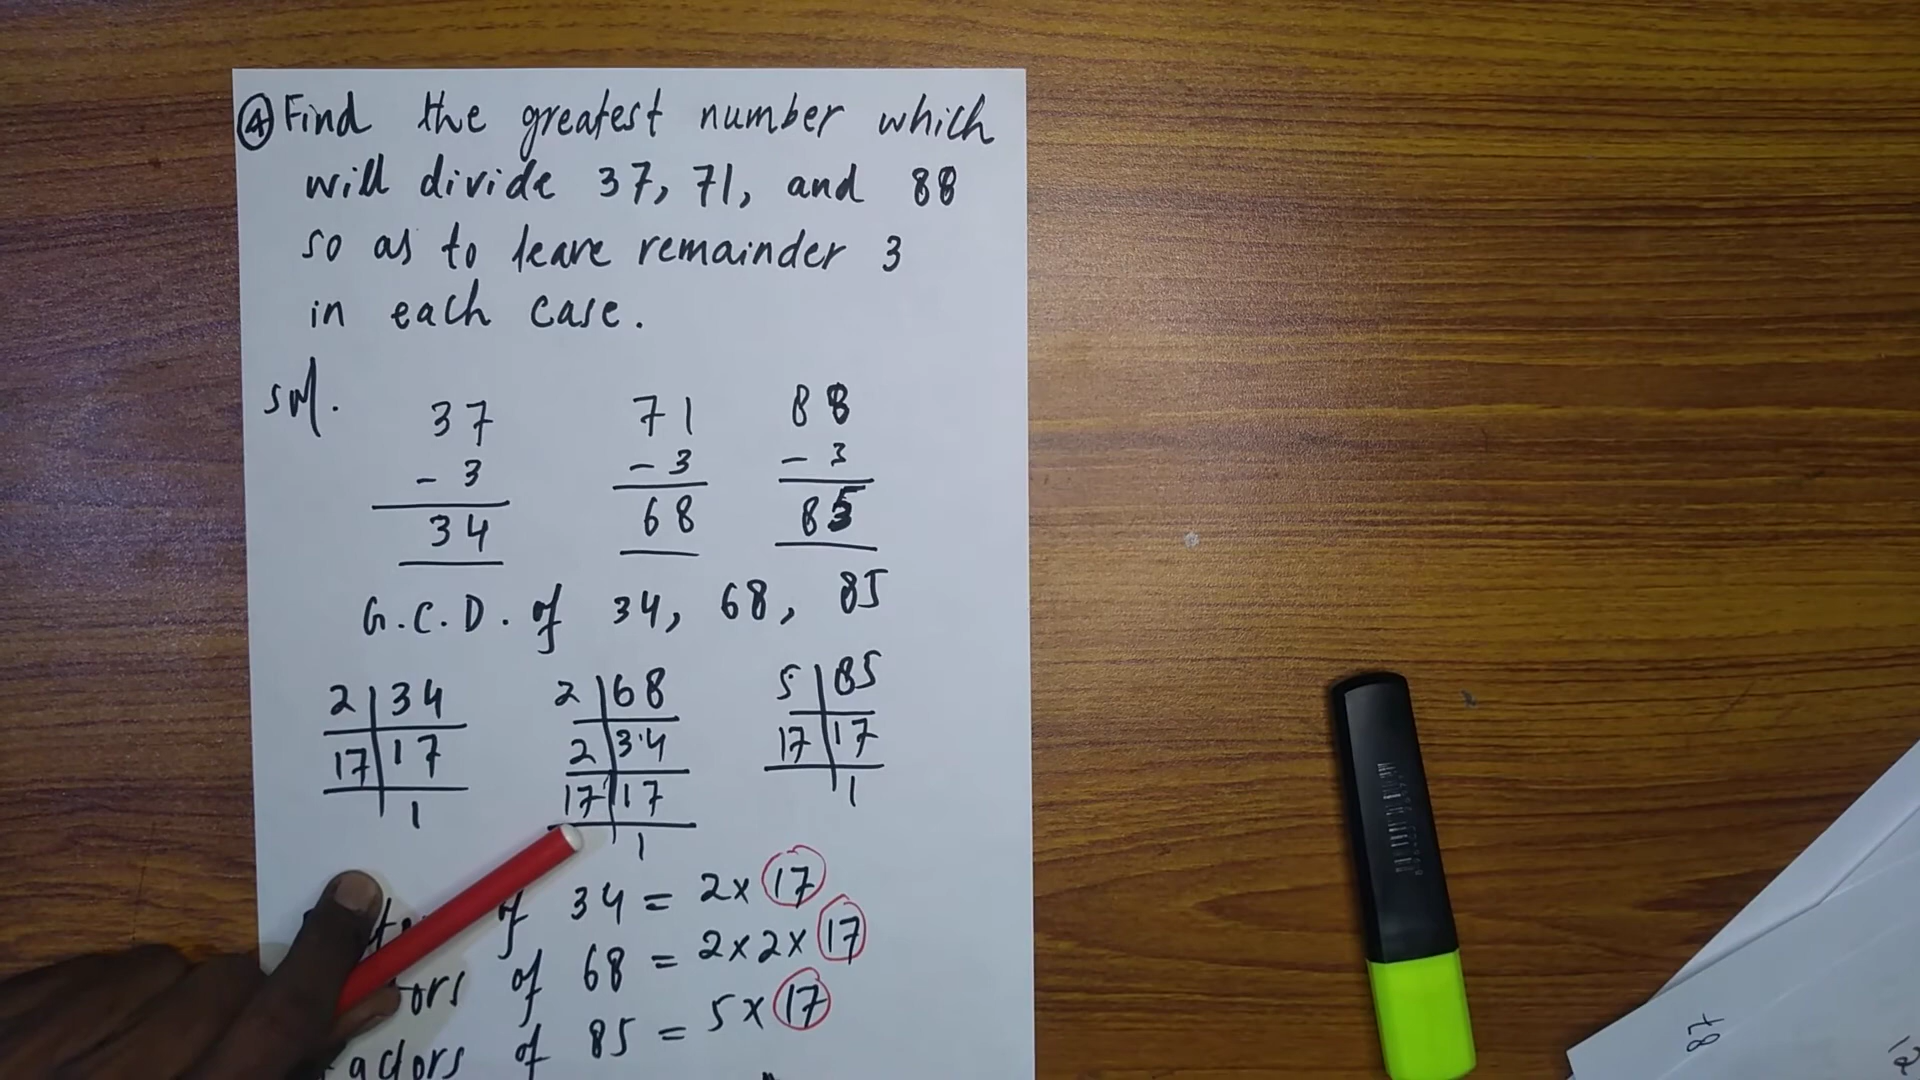 ④ Find the greatest number which
will divide 37, 71, and 88
so as to leave remainder 3
in each case.
Sol.
37 71 88
- 3 - 3 - 3
34 68 85
G.C.D. of 34, 68, 85
2 | 34 2 | 68 5 | 85
17 | 17 2 | 34 17 | 17
1 17 | 17 1
1
of 34 = 2 x 17
of 68 = 2 x 2 x 17
of 85 = 5 x 17